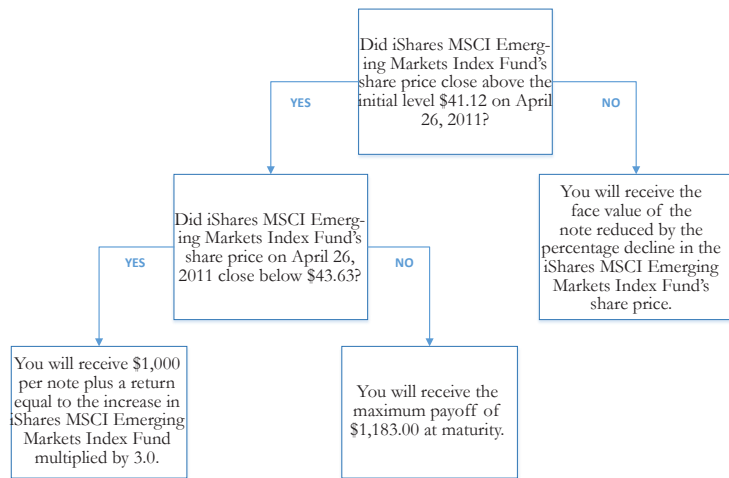 Did iShares MSCI Emerg-
ing Markets Index Fund's
share price close above the
initial level $41.12 on April
26, 2011?
YES
NO
Did iShares MSCI Emerg-
ing Markets Index Fund's
share price on April 26,
2011 close below $43.63?
You will receive the
face value of the
note reduced by the
percentage decline in the
iShares MSCI Emerging
Markets Index Fund's
share price.
YES
NO
You will receive $1,000
per note plus a return
equal to the increase in
iShares MSCI Emerging
Markets Index Fund
multiplied by 3.0.
You will receive the
maximum payoff of
$1,183.00 at maturity.